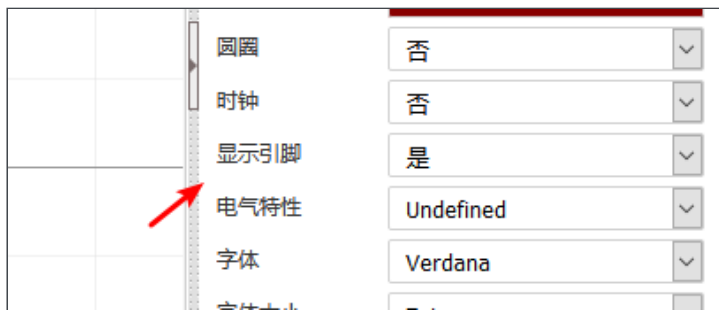 圆圈 否
时钟 否
显示引脚 是
电气特性 Undefined
字体 Verdana